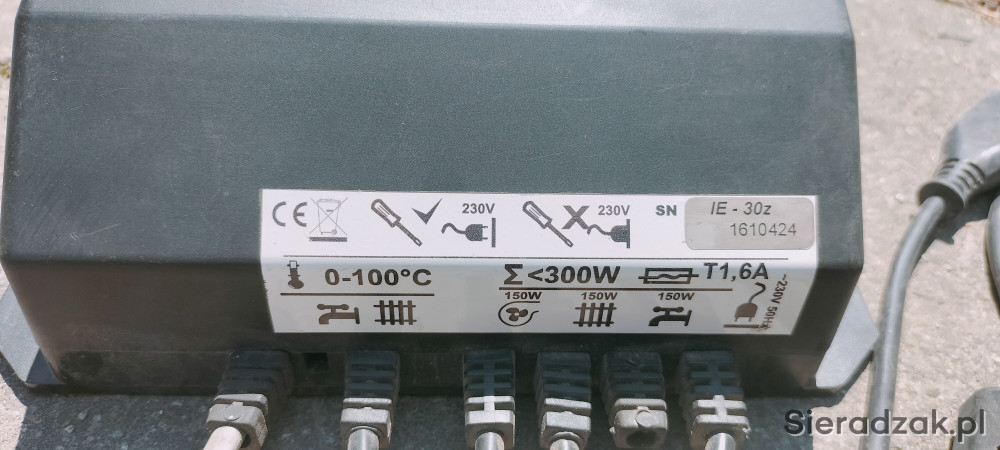 CE 230V 230V SN IE - 30z
1610424
0-100°C Σ<300W T1,6A
150W 150W 150W
~230V 50Hz
Sieradzak.pl